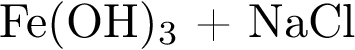 Fe(OH)₃ + NaCl